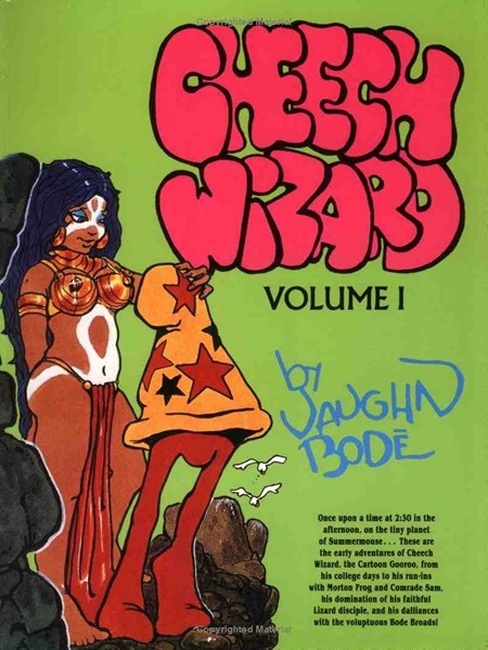 Copyrighted Material
CHEECH
WIZARD
VOLUME I
by
VAUGHN
BODĒ
Once upon a time at 2:30 in the
afternoon, on the tiny planet
of Summermouse... These are
the early adventures of Cheech
Wizard, the Cartoon Gooroo, from
his college days to his run-ins
with Morton Frog and Comrade Sam,
his domination of his faithful
Lizard disciple, and his dalliances
with the voluptuous Bode Broads!
Copyrighted Material